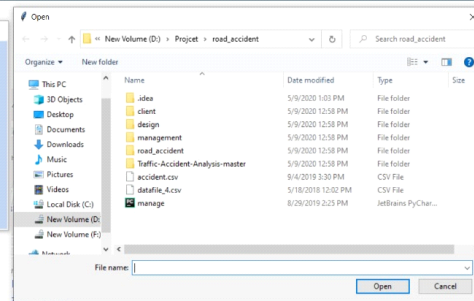 Open
« New Volume (D:) › Projcet › road_accident
Search road_accident
Organize
New folder
Name
Date modified
Type
Size
This PC
3D Objects
Desktop
Documents
Downloads
Music
Pictures
Videos
Local Disk (C:)
New Volume (D:
New Volume (F:)
Network
.idea 5/9/2020 1:03 PM File folder
client 5/9/2020 12:58 PM File folder
design 5/9/2020 12:58 PM File folder
management 5/9/2020 12:58 PM File folder
road_accident 5/9/2020 12:58 PM File folder
Traffic-Accident-Analysis-master 5/9/2020 12:58 PM File folder
accident.csv 9/4/2019 3:30 PM CSV File
datafile_4.csv 5/18/2018 12:02 PM CSV File
manage 8/29/2019 2:25 PM JetBrains PyChar...
File name:
Open
Cancel